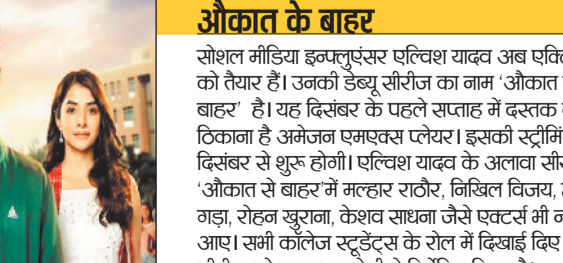 औकात के बाहर
सोशल मीडिया इन्फ्लुएंसर एल्विश यादव अब
को तैयार हैं। उनकी डेब्यू सीरीज का नाम ‘औकात
बाहर’ है। यह दिसंबर के पहले सप्ताह में दस्तक
ठिकाना है अमेजन एमएक्स प्लेयर। इसकी
दिसंबर से शुरू होगी। एल्विश यादव के अलावा
‘औकात से बाहर’में मल्हार राठौर, निखिल विजय,
गड़ा, रोहन खुराना, केशव साधना जैसे एक्टर्स भी
आए। सभी कॉलेज स्टूडेंट्स के रोल में दिखाई दिए